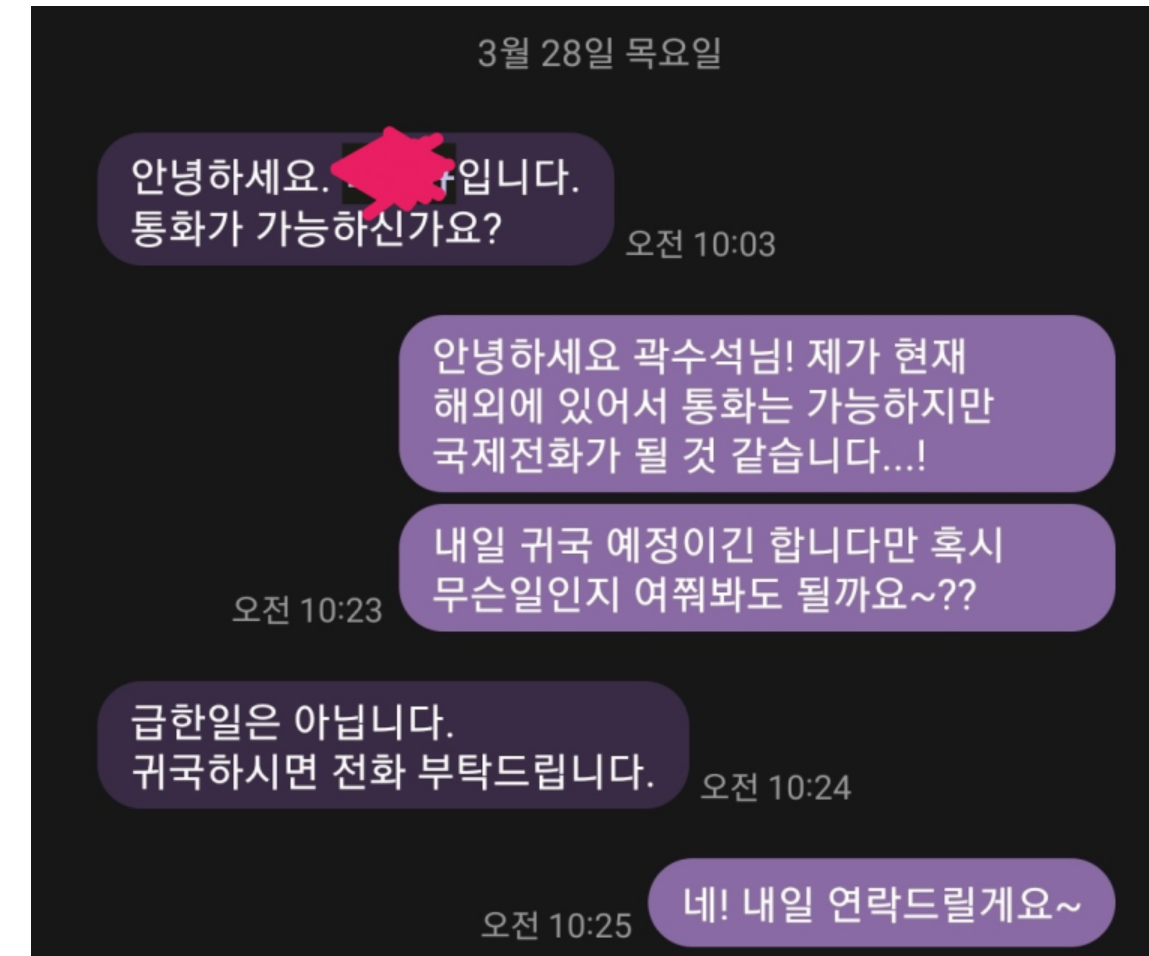 3월 28일 목요일
안녕하세요. 입니다.
통화가 가능하신가요?
오전 10:03
안녕하세요 곽수석님! 제가 현재
해외에 있어서 통화는 가능하지만
국제전화가 될 것 같습니다...!
내일 귀국 예정이긴 합니다만 혹시
무슨일인지 여쭤봐도 될까요~??
오전 10:23
급한일은 아닙니다.
귀국하시면 전화 부탁드립니다.
오전 10:24
네! 내일 연락드릴게요~
오전 10:25